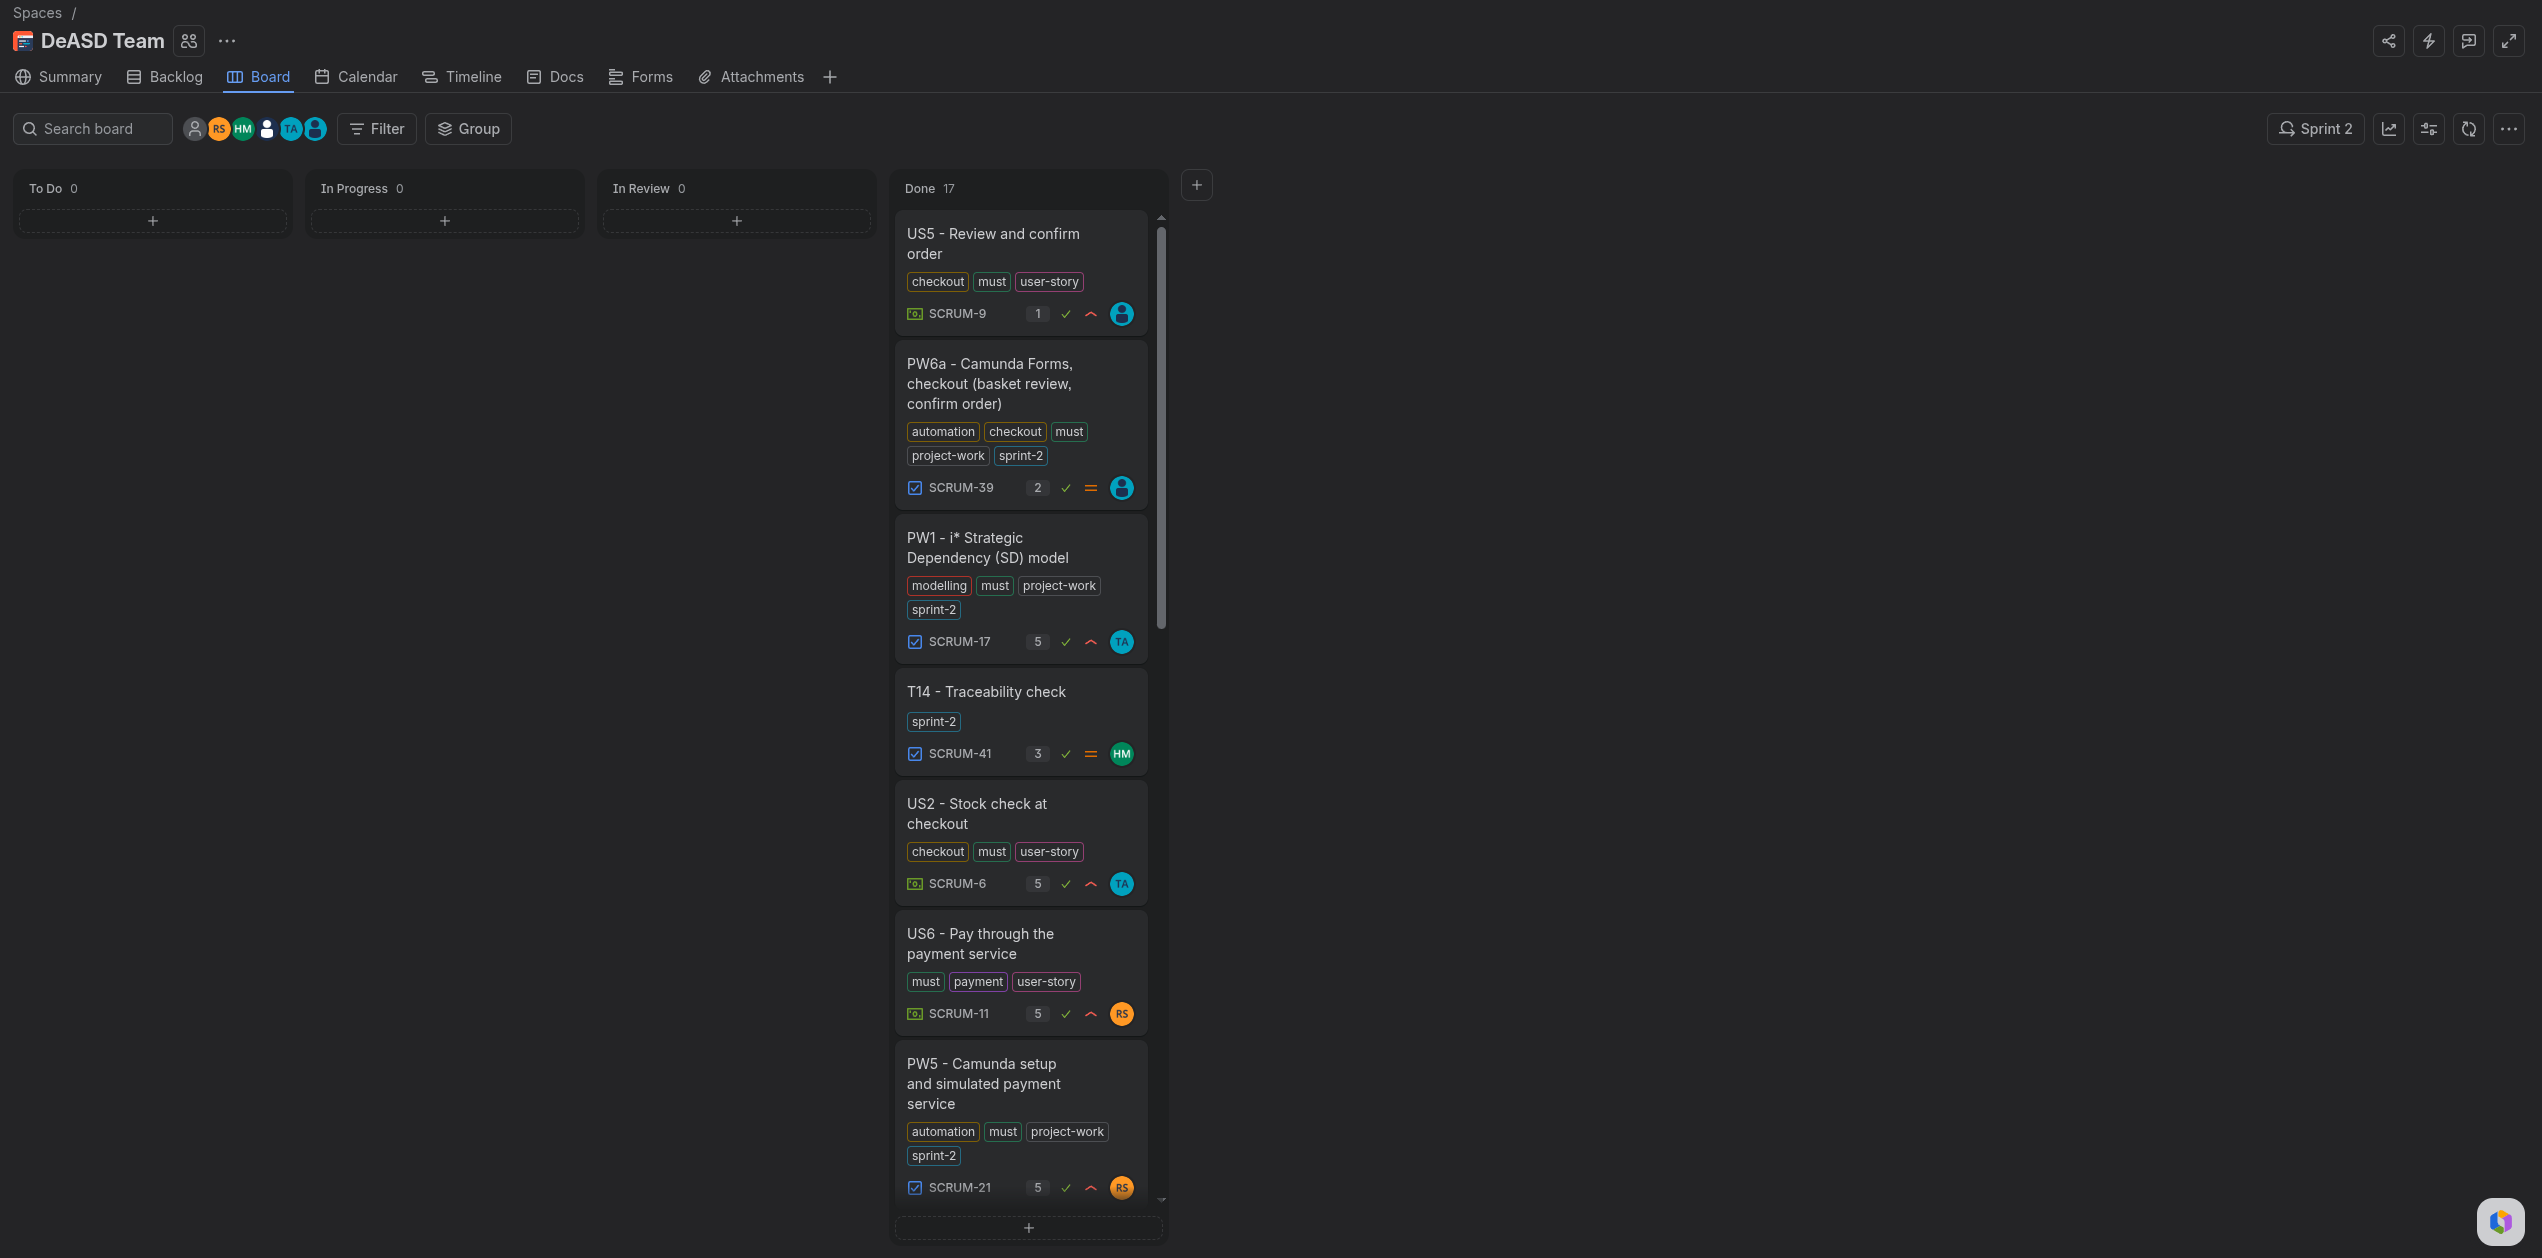 Spaces /
DeASD Team
Summary Backlog Board Calendar Timeline Docs Forms Attachments
Search board RS HM TA Filter Group Sprint 2
To Do 0 In Progress 0 In Review 0 Done 17
US5 - Review and confirm
order
checkout must user-story
SCRUM-9 1
PW6a - Camunda Forms,
checkout (basket review,
confirm order)
automation checkout must
project-work sprint-2
SCRUM-39 2
PW1 - i* Strategic
Dependency (SD) model
modelling must project-work
sprint-2
SCRUM-17 5 TA
T14 - Traceability check
sprint-2
SCRUM-41 3 HM
US2 - Stock check at
checkout
checkout must user-story
SCRUM-6 5 TA
US6 - Pay through the
payment service
must payment user-story
SCRUM-11 5 RS
PW5 - Camunda setup
and simulated payment
service
automation must project-work
sprint-2
SCRUM-21 5 RS